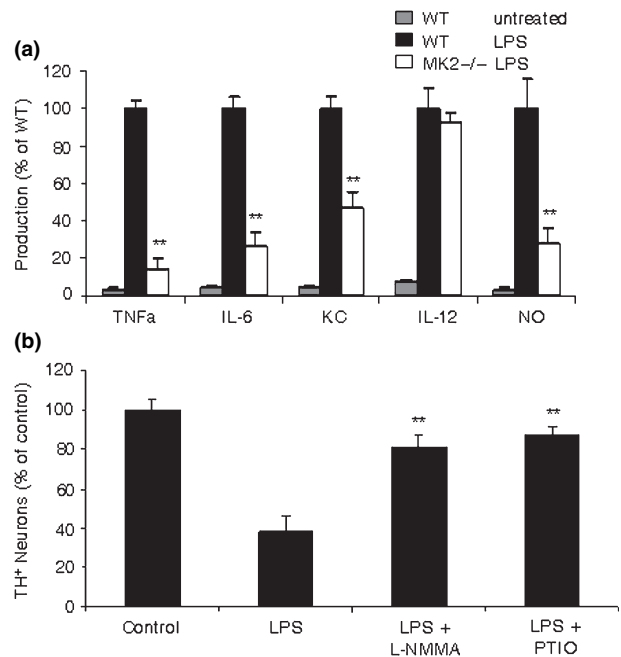 WT untreated
WT LPS
MK2−/− LPS
(a)
Production (% of WT)
120
100
80
60
40
20
0
**
**
**
**
TNFa IL-6 KC IL-12 NO
(b)
TH+ Neurons (% of control)
120
100
80
60
40
20
0
**
**
Control LPS LPS + LPS +
L-NMMA PTIO